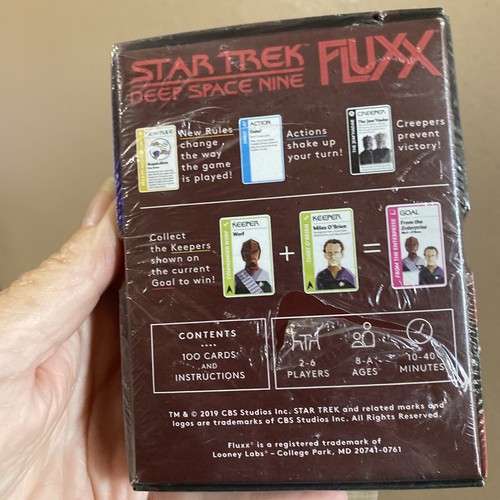 STAR TREK FLUXX
DEEP SPACE NINE
New Rules
change
the way
the game
is played!
ACTION
Actions
shake up
your turn!
CREEPER
Creepers
prevent
victory!
Collect
the Keepers
shown on
the current
Goal to win!
KEEPER
Worf
+
KEEPER
Miles O'Brien
=
GOAL
From the
Enterprise
FROM THE ENTERPRISE
CONTENTS
100 CARDS
AND
INSTRUCTIONS
2-6
PLAYERS
8-A
AGES
10-40
MINUTES
TM & © 2019 CBS Studios Inc. STAR TREK and related marks and
logos are trademarks of CBS Studios Inc. All Rights Reserved.
Fluxx® is a registered trademark of
Looney Labs® – College Park, MD 20741-0761